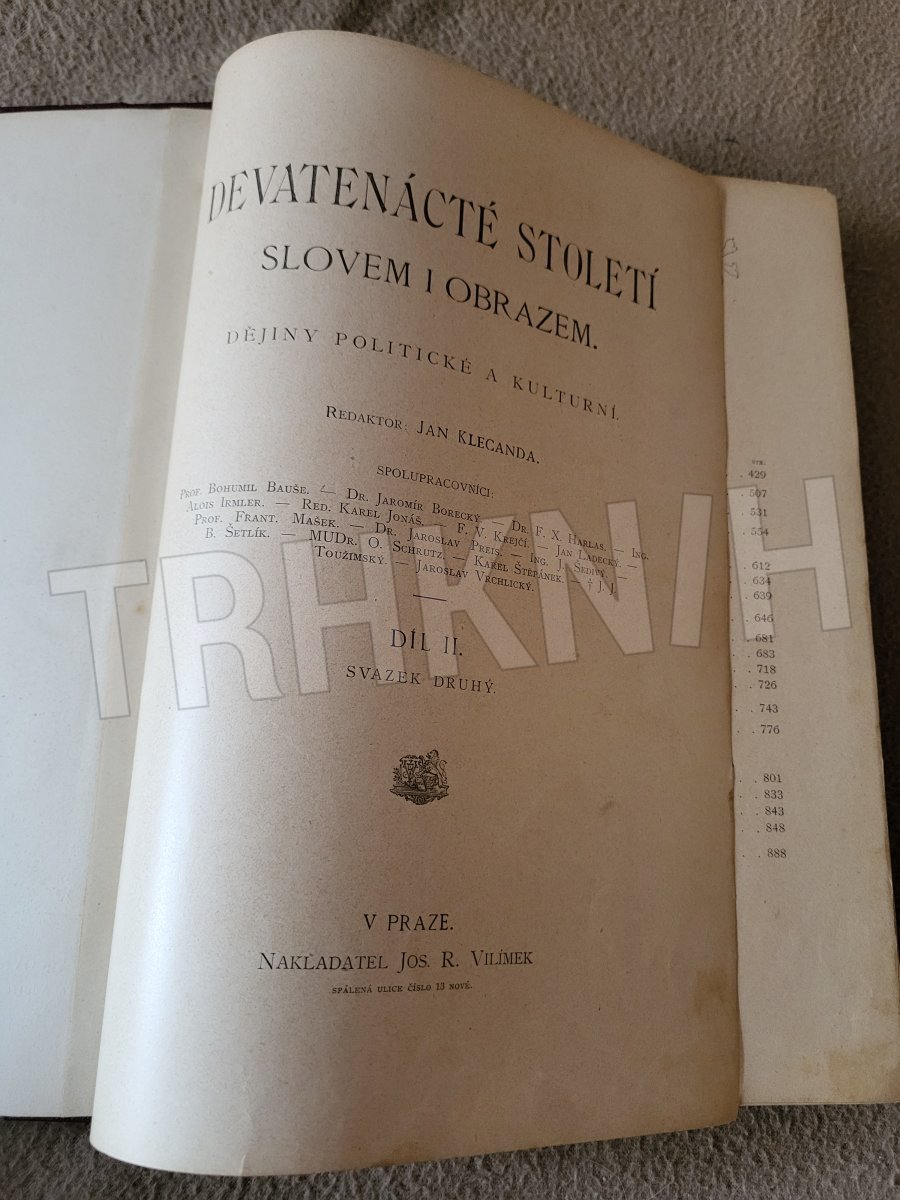 DEVATENÁCTÉ STOLETÍ
SLOVEM I OBRAZEM.
DĚJINY POLITICKÉ A KULTURNÍ.
REDAKTOR: JAN KLECANDA.
SPOLUPRACOVNÍCI:
PROF. BOHUMIL BAUŠE. — DR. JAROMÍR BORECKÝ. — DR. F. X. HARLAS. — ING.
ALOIS IRMLER. — RED. KAREL JONÁŠ. — F. V. KREJČÍ. — JAN LADECKÝ. —
PROF. FRANT. MAŠEK. — DR. JAROSLAV PREIS. — ING. J. ŠEDIVÝ. —
B. ŠETLÍK. — MUDR. O. SCHRUTZ. — KAREL ŠTĚPÁNEK. — † J. J.
TOUŽIMSKÝ. — JAROSLAV VRCHLICKÝ.
DÍL II.
SVAZEK DRUHÝ.
V PRAZE.
NAKLADATEL JOS. R. VILÍMEK
SPÁLENÁ ULICE ČÍSLO 13 NOVÉ.
. 429
. 507
. 531
. 554
. 612
. 634
. 639
. 646
. 681
. 683
. 718
. 726
. 743
. 776
. 801
. 833
. 843
. 848
. 888
TRHKNIH